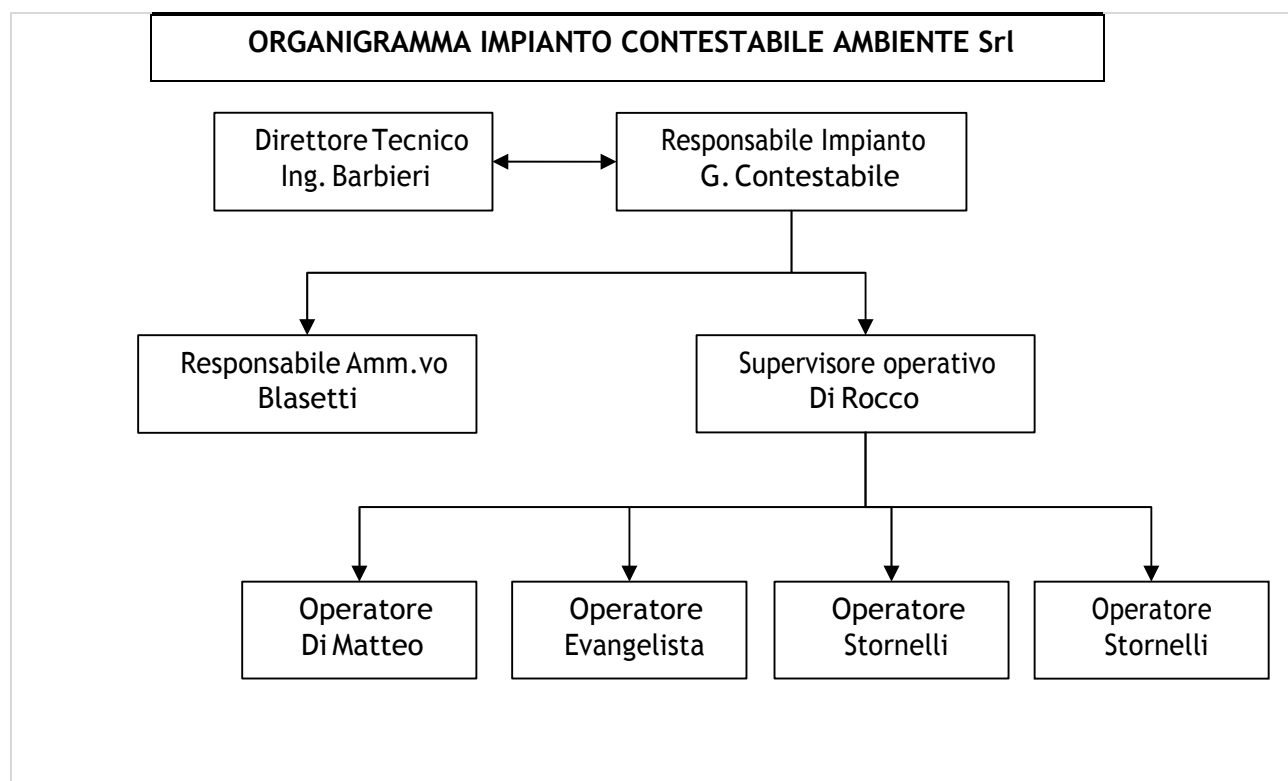 ORGANIGRAMMA IMPIANTO CONTESTABILE AMBIENTE Srl
Direttore Tecnico
Ing. Barbieri
Responsabile Impianto
G. Contestabile
Responsabile Amm.vo
Blasetti
Supervisore operativo
Di Rocco
Operatore
Di Matteo
Operatore
Evangelista
Operatore
Stornelli
Operatore
Stornelli